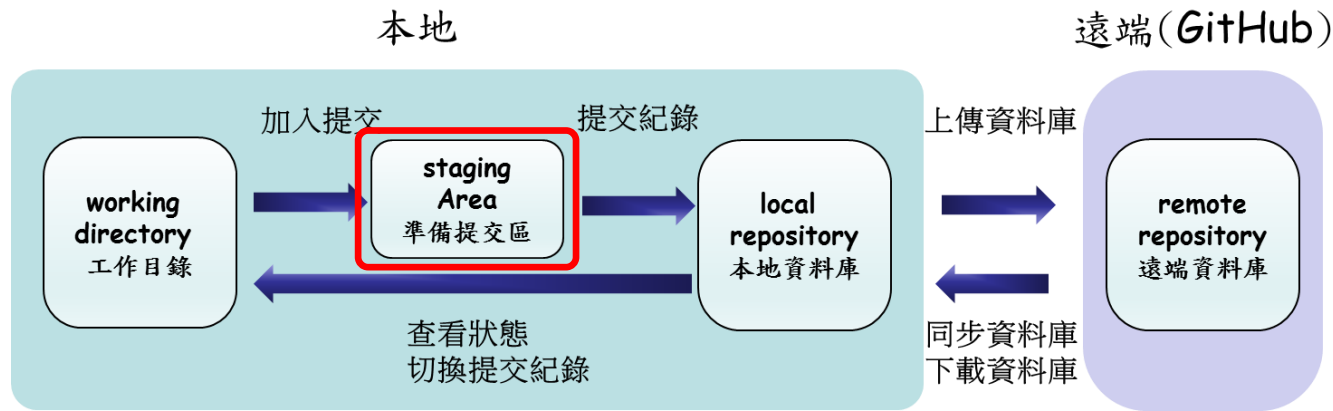 本地
遠端(GitHub)
加入提交
提交紀錄
上傳資料庫
working
directory
工作目錄
staging
Area
準備提交區
local
repository
本地資料庫
remote
repository
遠端資料庫
查看狀態
切換提交紀錄
同步資料庫
下載資料庫